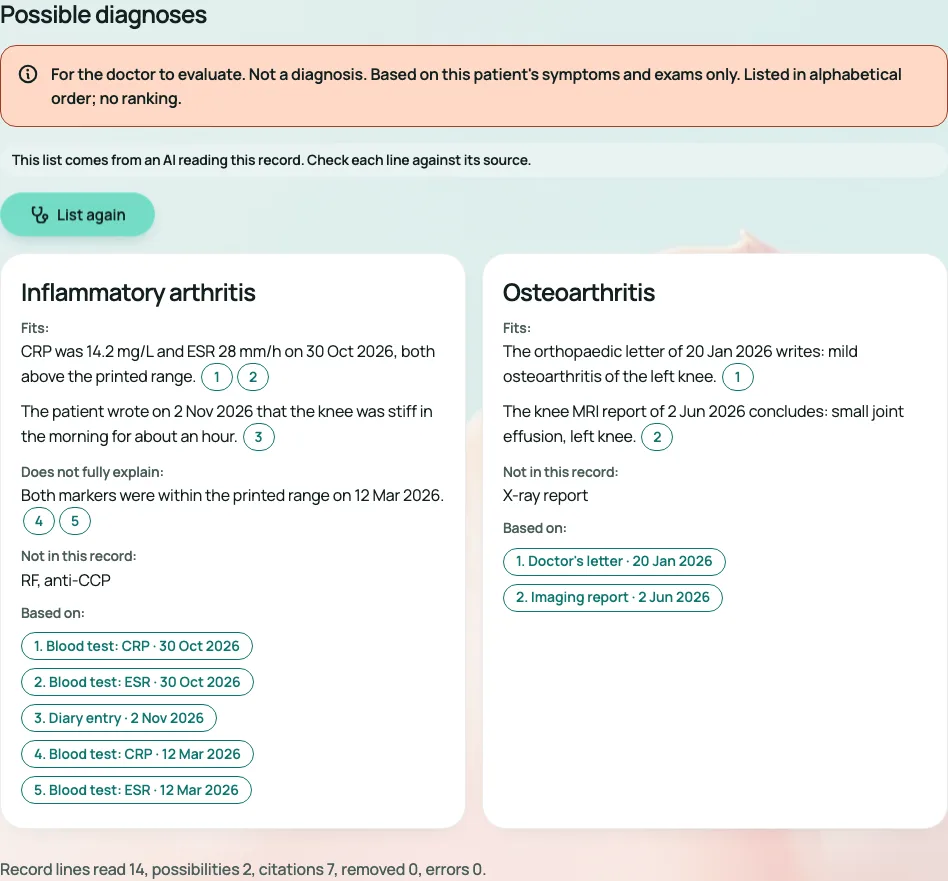 Possible diagnoses
For the doctor to evaluate. Not a diagnosis. Based on this patient's symptoms and exams only. Listed in alphabetical
order; no ranking.
This list comes from an AI reading this record. Check each line against its source.
List again
Inflammatory arthritis
Fits:
CRP was 14.2 mg/L and ESR 28 mm/h on 30 Oct 2026, both
above the printed range. 1 2
The patient wrote on 2 Nov 2026 that the knee was stiff in
the morning for about an hour. 3
Does not fully explain:
Both markers were within the printed range on 12 Mar 2026.
4 5
Not in this record:
RF, anti-CCP
Based on:
1. Blood test: CRP · 30 Oct 2026
2. Blood test: ESR · 30 Oct 2026
3. Diary entry · 2 Nov 2026
4. Blood test: CRP · 12 Mar 2026
5. Blood test: ESR · 12 Mar 2026
Osteoarthritis
Fits:
The orthopaedic letter of 20 Jan 2026 writes: mild
osteoarthritis of the left knee. 1
The knee MRI report of 2 Jun 2026 concludes: small joint
effusion, left knee. 2
Not in this record:
X-ray report
Based on:
1. Doctor's letter · 20 Jan 2026
2. Imaging report · 2 Jun 2026
Record lines read 14, possibilities 2, citations 7, removed 0, errors 0.